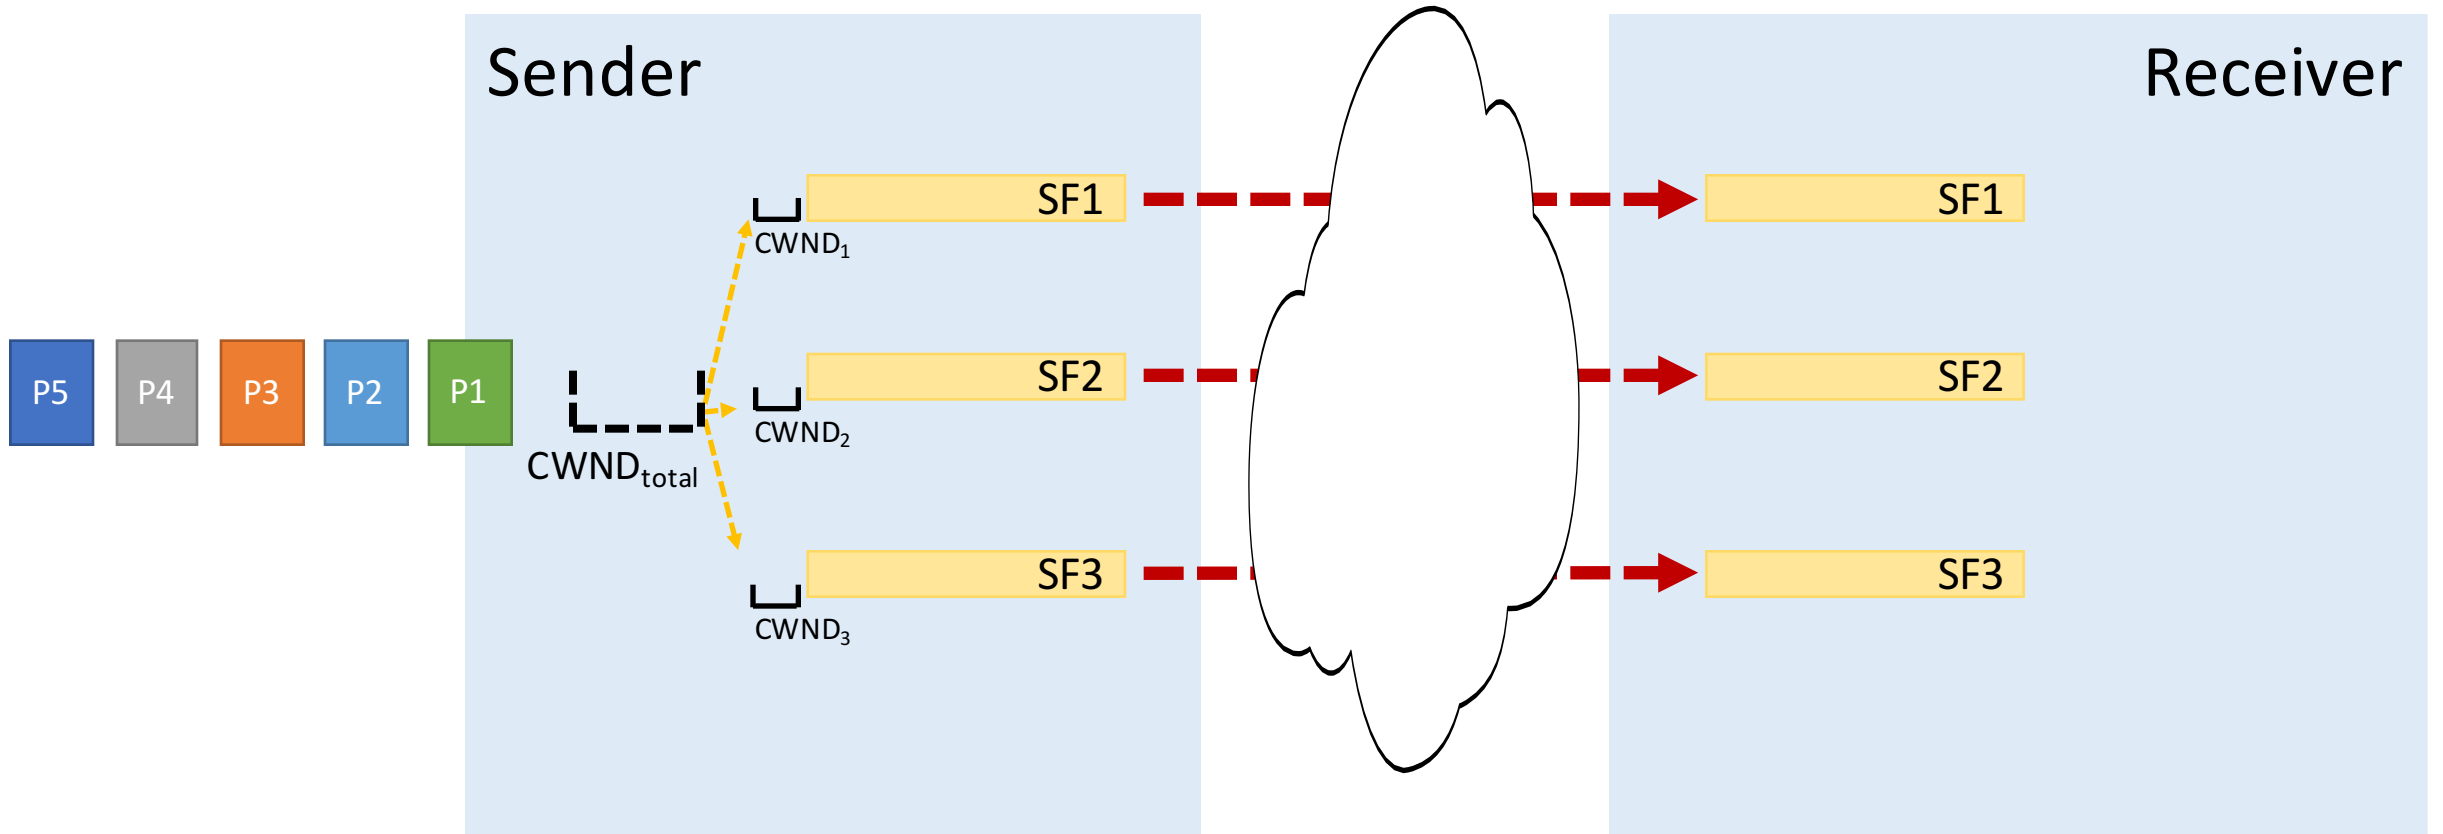 Sender
Receiver
SF1
SF1
CWND₁
P5
P4
P3
P2
P1
SF2
SF2
CWND₂
CWNDtotal
SF3
SF3
CWND₃